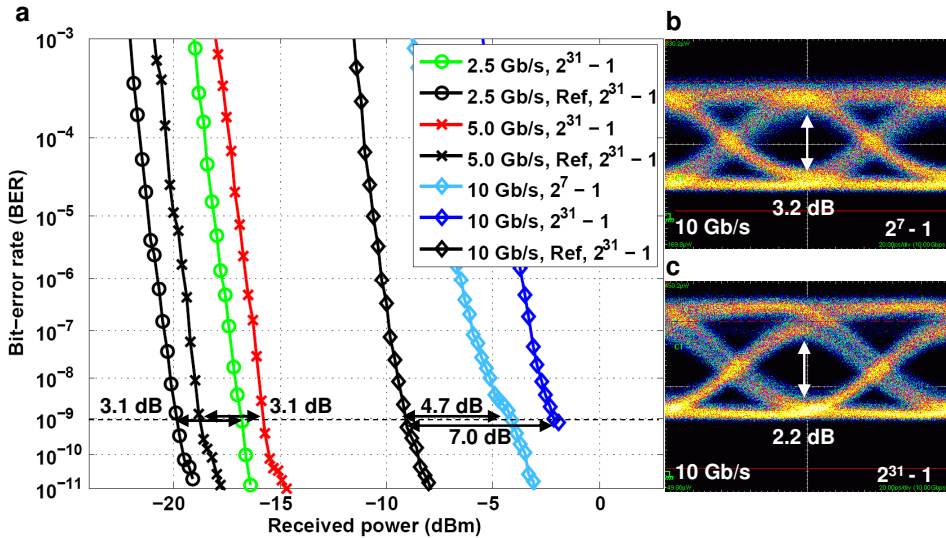 a
Bit-error rate (BER)
10⁻³
10⁻⁴
10⁻⁵
10⁻⁶
10⁻⁷
10⁻⁸
10⁻⁹
10⁻¹⁰
10⁻¹¹
2.5 Gb/s, 2³¹ − 1
2.5 Gb/s, Ref, 2³¹ − 1
5.0 Gb/s, 2³¹ − 1
5.0 Gb/s, Ref, 2³¹ − 1
10 Gb/s, 2⁷ − 1
10 Gb/s, 2³¹ − 1
10 Gb/s, Ref, 2³¹ − 1
3.1 dB
3.1 dB
4.7 dB
7.0 dB
−20
−15
−10
−5
0
Received power (dBm)
b
3.2 dB
10 Gb/s
2⁷ - 1
c
2.2 dB
10 Gb/s
2³¹ - 1